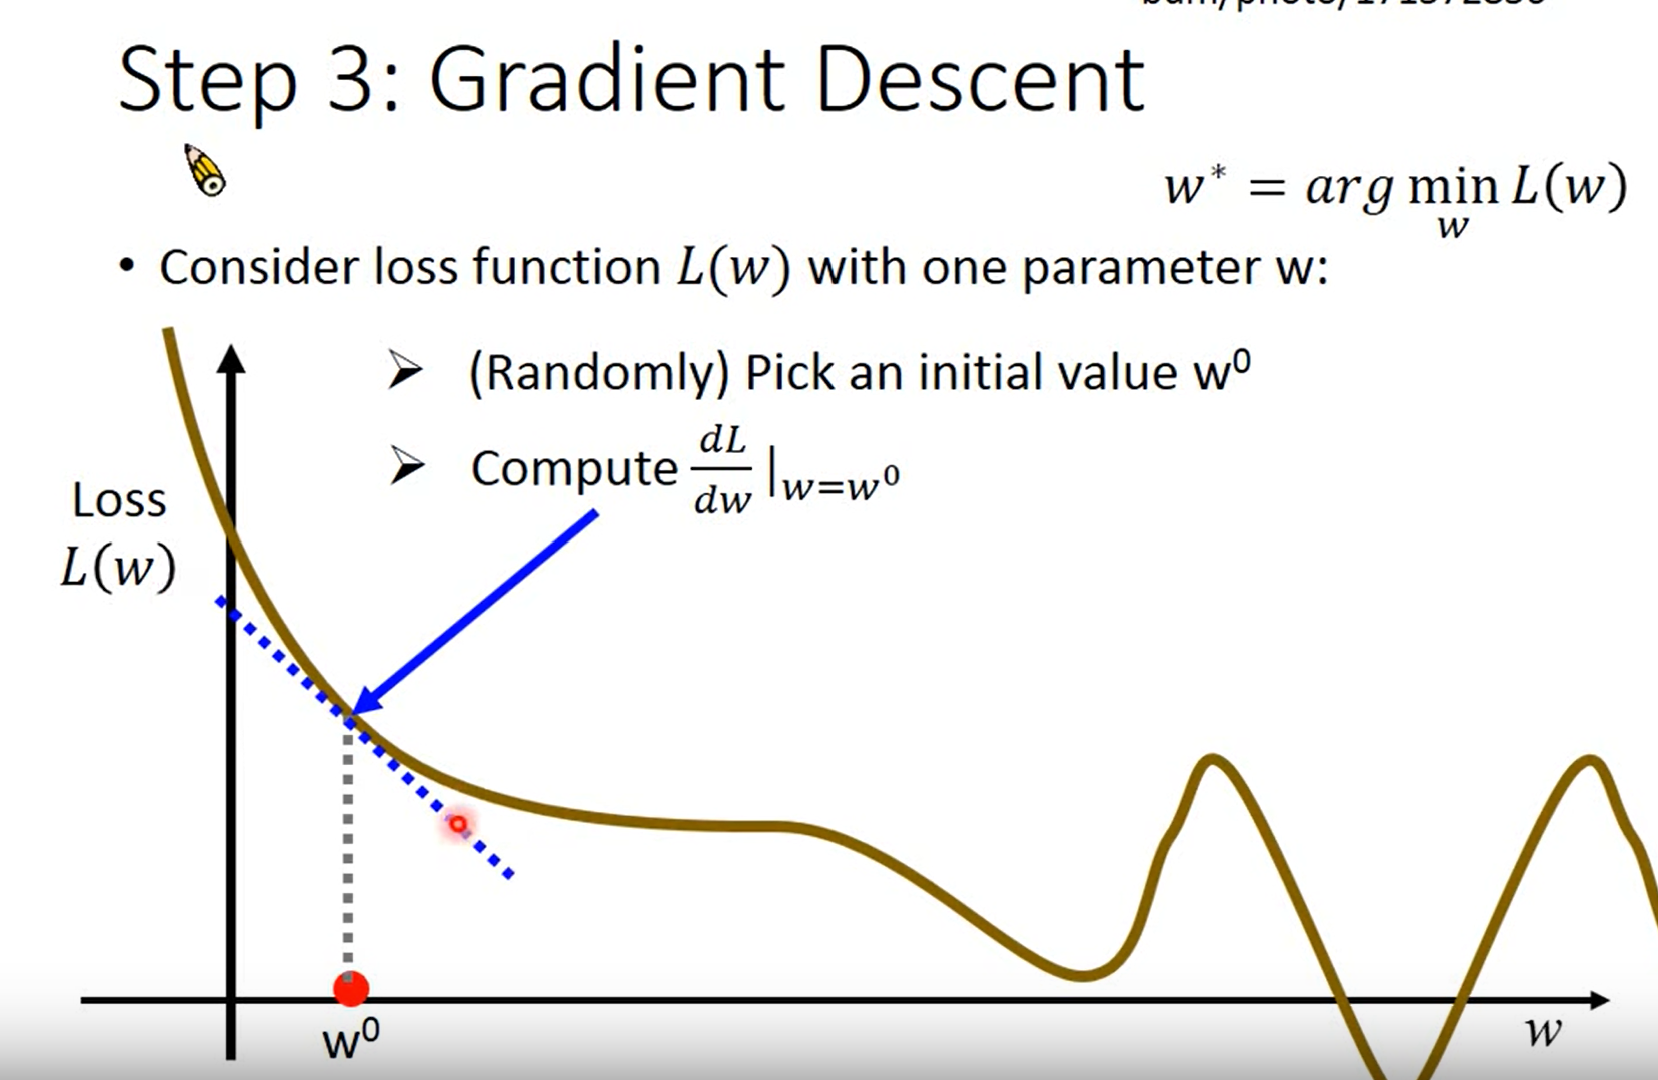 Step 3: Gradient Descent
w* = arg min L(w)
w
• Consider loss function L(w) with one parameter w:
➢ (Randomly) Pick an initial value w⁰
➢ Compute dL/dw |w=w⁰
Loss
L(w)
w⁰
w